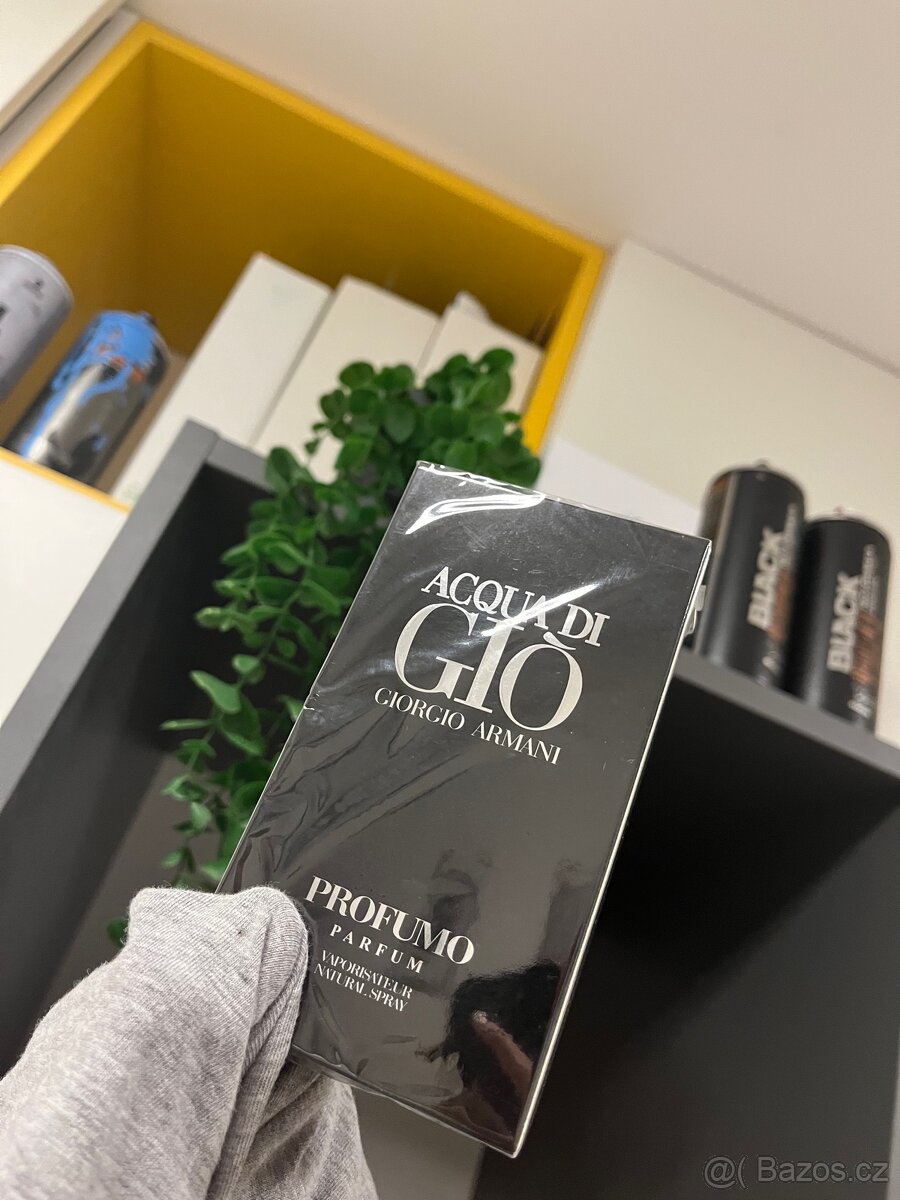 ACQUA DI
GIÒ
GIORGIO ARMANI
PROFUMO
PARFUM
VAPORISATEUR
NATURAL SPRAY
BLACK
BLACK
@( Bazos.cz